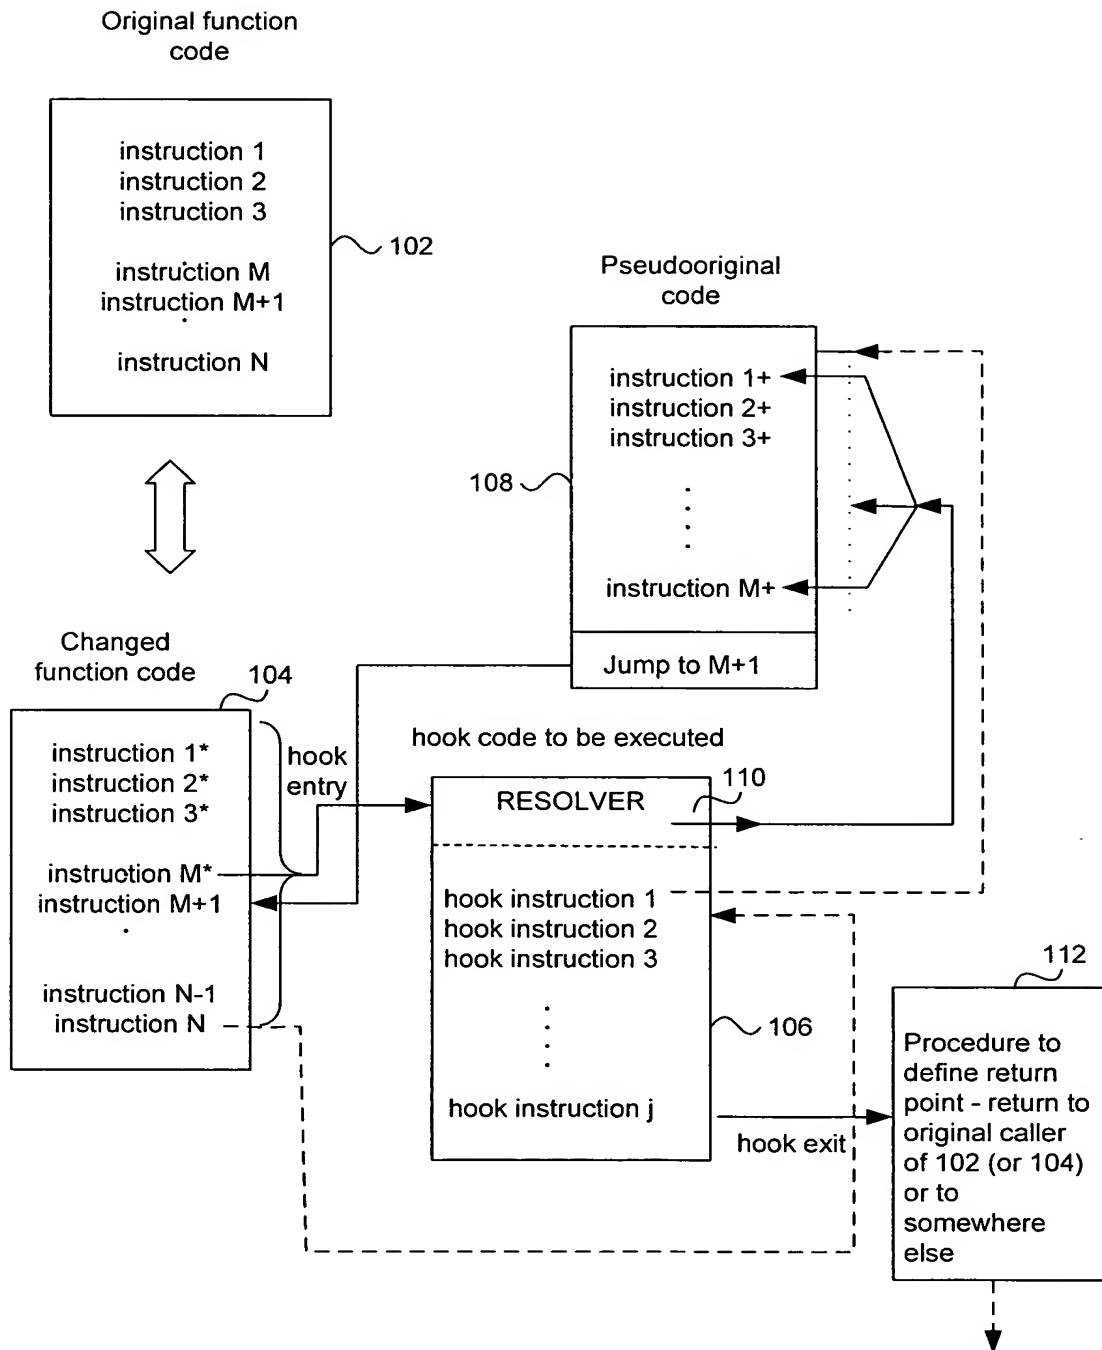 Original function
code
instruction 1
instruction 2
instruction 3
instruction M
instruction M+1
instruction N
102
Pseudooriginal
code
instruction 1+
instruction 2+
instruction 3+
instruction M+
Jump to M+1
108
Changed
function code
104
instruction 1*
instruction 2*
instruction 3*
instruction M*
instruction M+1
instruction N-1
instruction N
hook
entry
hook code to be executed
RESOLVER
110
hook instruction 1
hook instruction 2
hook instruction 3
hook instruction j
106
hook exit
112
Procedure to
define return
point - return to
original caller
of 102 (or 104)
or to
somewhere
else